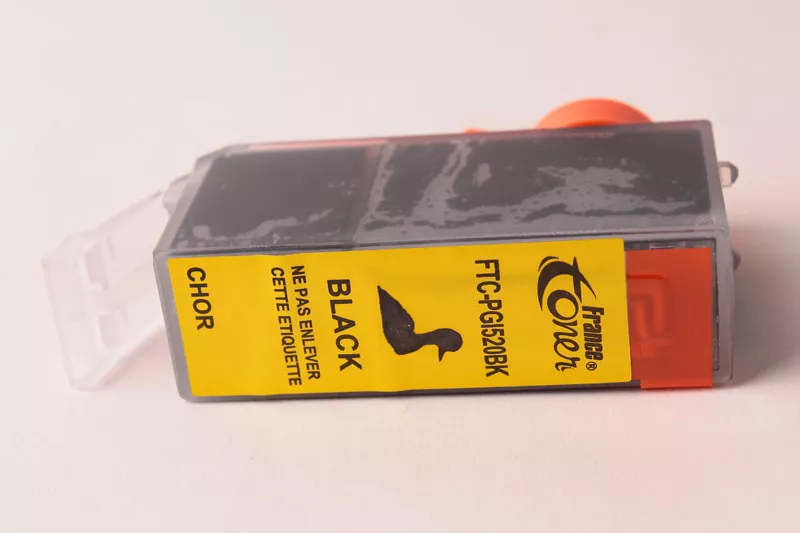 France®
Toner
FTC-PGI520BK
BLACK
NE PAS ENLEVER
CETTE ETIQUETTE
CHOR